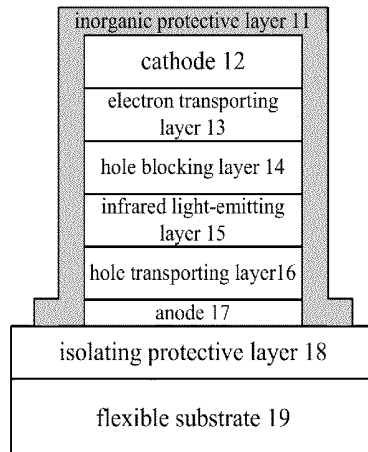 inorganic protective layer 11
cathode 12
electron transporting
layer 13
hole blocking layer 14
infrared light-emitting
layer 15
hole transporting layer16
anode 17
isolating protective layer 18
flexible substrate 19